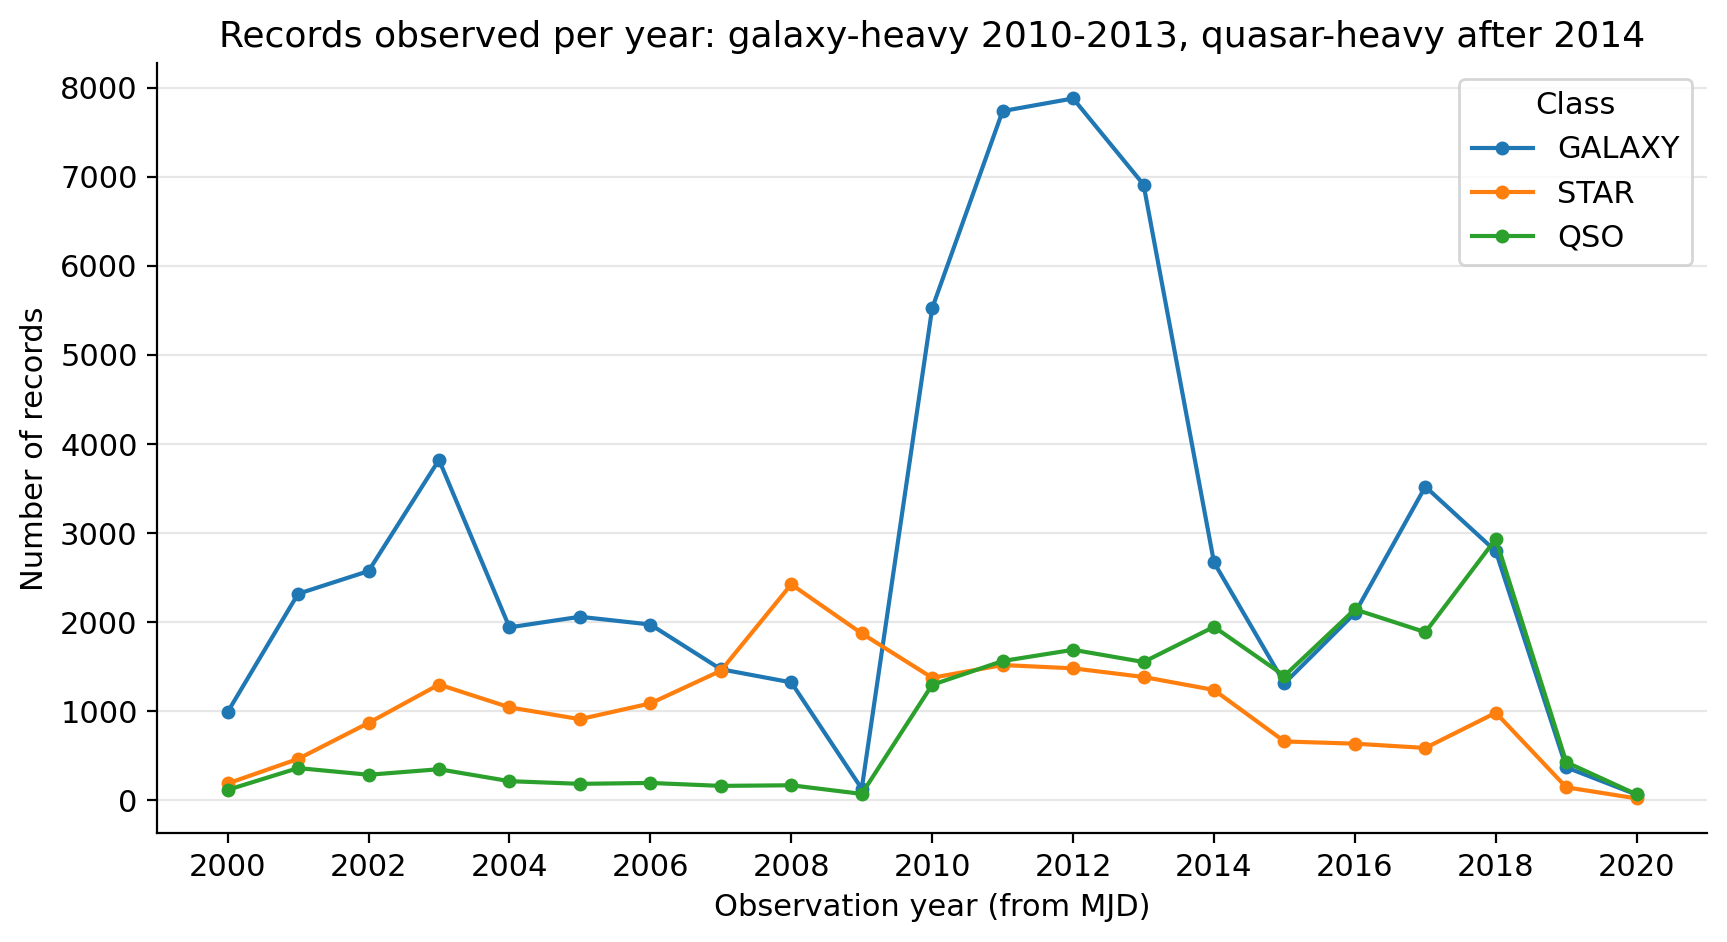 Records observed per year: galaxy-heavy 2010-2013, quasar-heavy after 2014
Class
GALAXY
STAR
QSO
8000
7000
6000
5000
4000
3000
2000
1000
0
Number of records
2000 2002 2004 2006 2008 2010 2012 2014 2016 2018 2020
Observation year (from MJD)